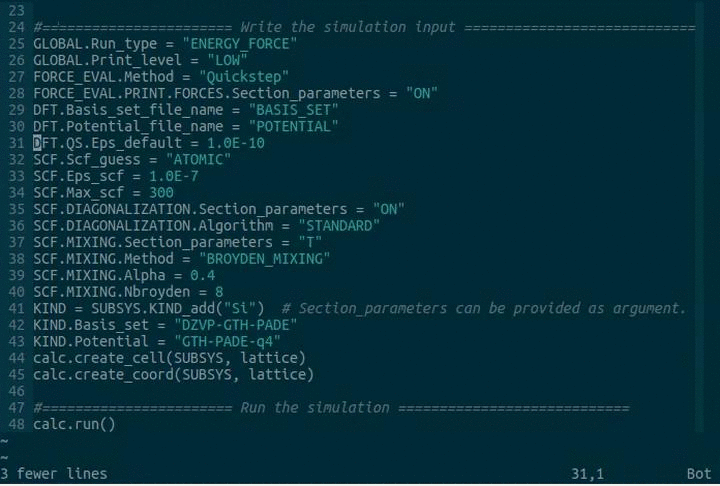 23
24 #======================= Write the simulation input ============================
25 GLOBAL.Run_type = "ENERGY_FORCE"
26 GLOBAL.Print_level = "LOW"
27 FORCE_EVAL.Method = "Quickstep"
28 FORCE_EVAL.PRINT.FORCES.Section_parameters = "ON"
29 DFT.Basis_set_file_name = "BASIS_SET"
30 DFT.Potential_file_name = "POTENTIAL"
31 DFT.QS.Eps_default = 1.0E-10
32 SCF.Scf_guess = "ATOMIC"
33 SCF.Eps_scf = 1.0E-7
34 SCF.Max_scf = 300
35 SCF.DIAGONALIZATION.Section_parameters = "ON"
36 SCF.DIAGONALIZATION.Algorithm = "STANDARD"
37 SCF.MIXING.Section_parameters = "T"
38 SCF.MIXING.Method = "BROYDEN_MIXING"
39 SCF.MIXING.Alpha = 0.4
40 SCF.MIXING.Nbroyden = 8
41 KIND = SUBSYS.KIND_add("Si")  # Section_parameters can be provided as argument.
42 KIND.Basis_set = "DZVP-GTH-PADE"
43 KIND.Potential = "GTH-PADE-q4"
44 calc.create_cell(SUBSYS, lattice)
45 calc.create_coord(SUBSYS, lattice)
46
47 #======================= Run the simulation ============================
48 calc.run()
~
~
3 fewer lines 31,1 Bot